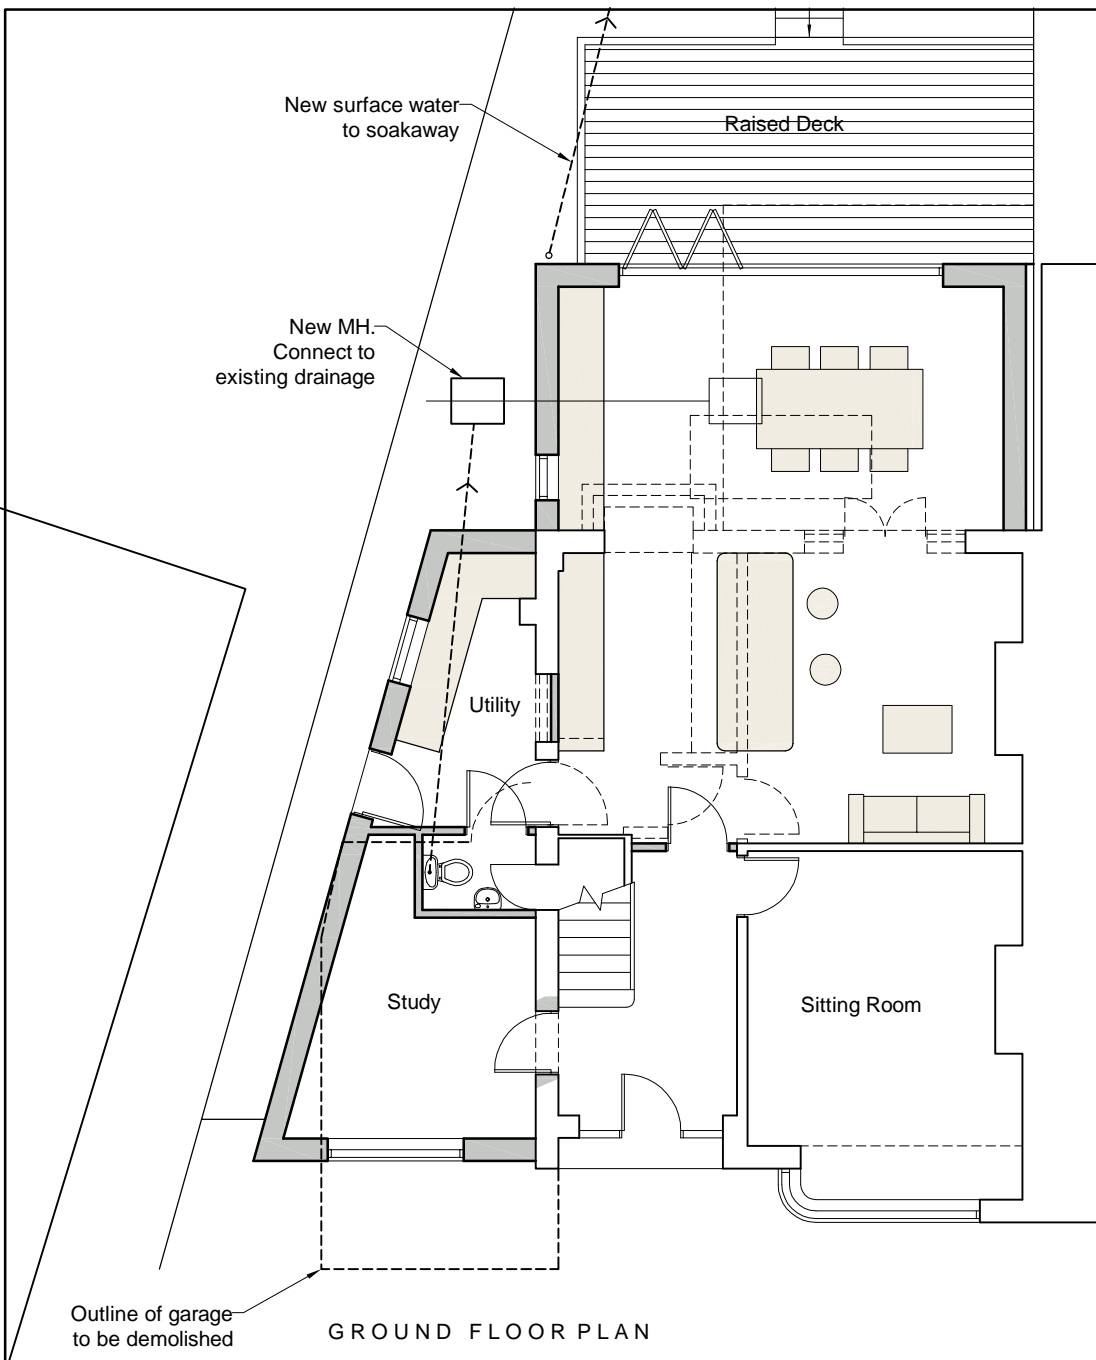 New surface water
to soakaway
Raised Deck
New MH.
Connect to
existing drainage
Utility
Study
Sitting Room
Outline of garage
to be demolished
GROUND FLOOR PLAN